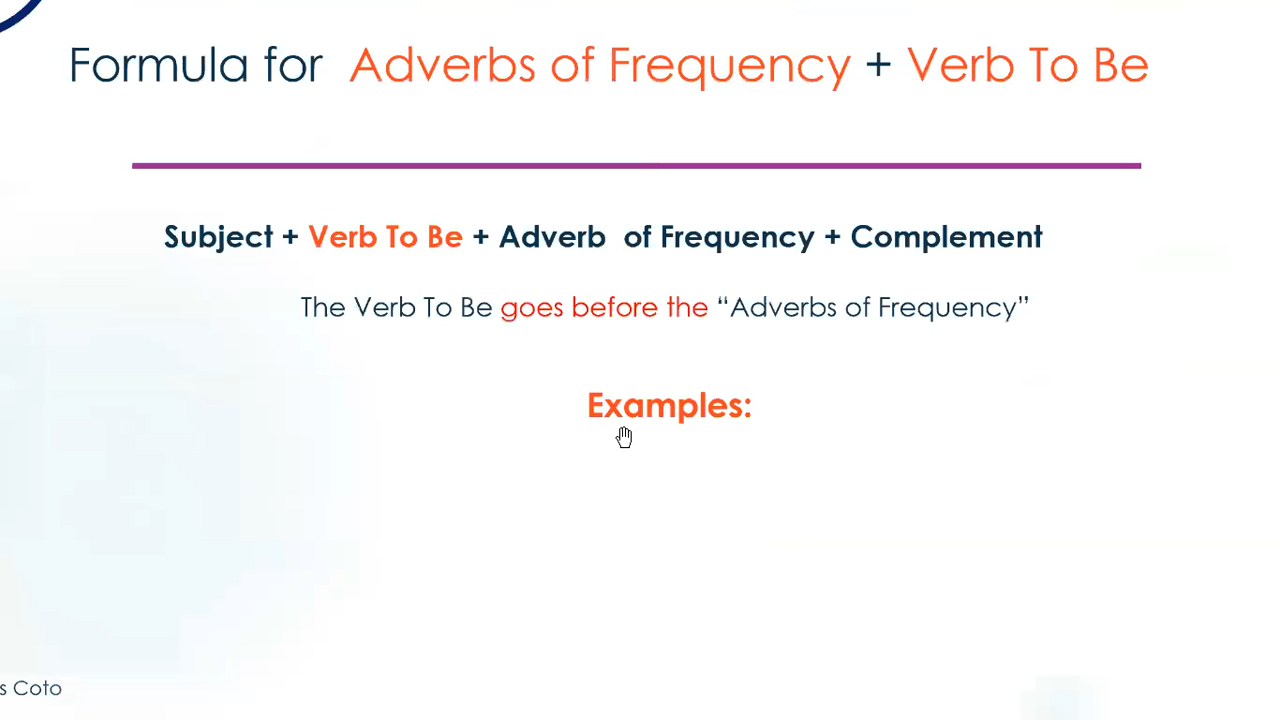 Formula for Adverbs of Frequency + Verb To Be
Subject + Verb To Be + Adverb of Frequency + Complement
The Verb To Be goes before the “Adverbs of Frequency”
Examples:
s Coto